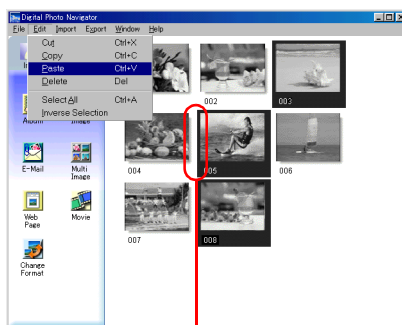 Digital Photo Navigator
File Edit Import Export Window Help
Cut Ctrl+X
Copy Ctrl+C
Paste Ctrl+V
Delete Del
Select All Ctrl+A
Inverse Selection
Album
Image
E-Mail
Multi
Image
Web
Page
Movie
Change
Format
002
003
004
005
006
007
008